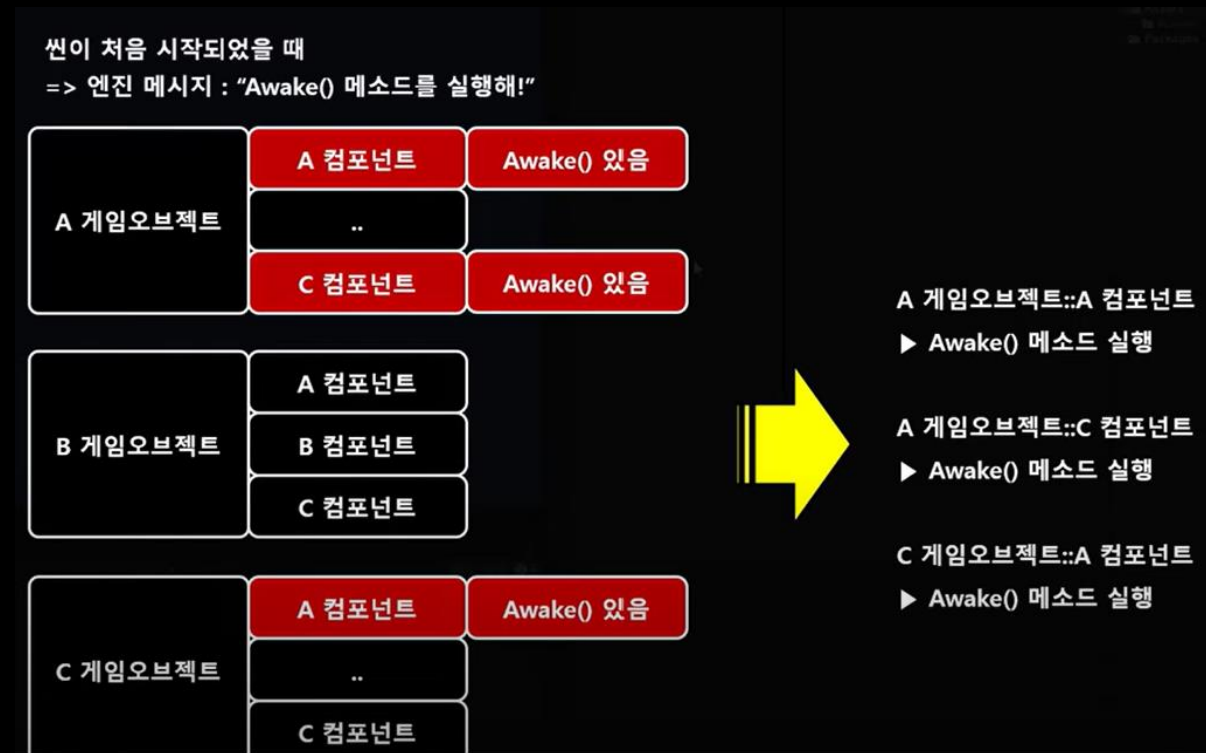 씬이 처음 시작되었을 때
=> 엔진 메시지 : “Awake() 메소드를 실행해!”
A 게임오브젝트
A 컴포넌트
Awake() 있음
..
C 컴포넌트
Awake() 있음
B 게임오브젝트
A 컴포넌트
B 컴포넌트
C 컴포넌트
C 게임오브젝트
A 컴포넌트
Awake() 있음
..
C 컴포넌트
A 게임오브젝트::A 컴포넌트
▶ Awake() 메소드 실행
A 게임오브젝트::C 컴포넌트
▶ Awake() 메소드 실행
C 게임오브젝트::A 컴포넌트
▶ Awake() 메소드 실행